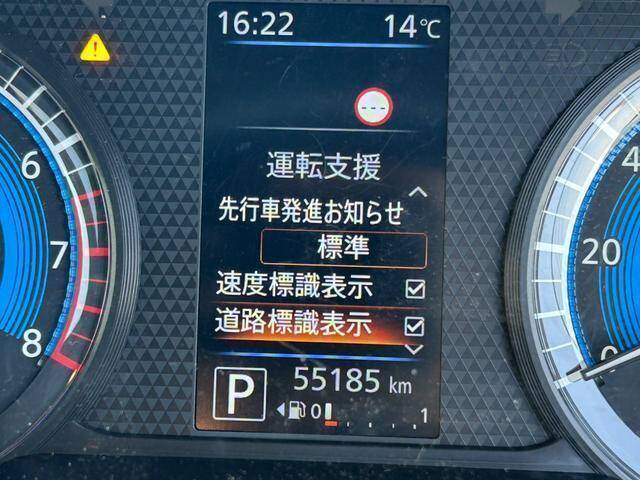 16:22 14℃
---
運転支援
先行車発進お知らせ
標準
速度標識表示
道路標識表示
P 55185 km
0 1
6
7
8
4
20
0